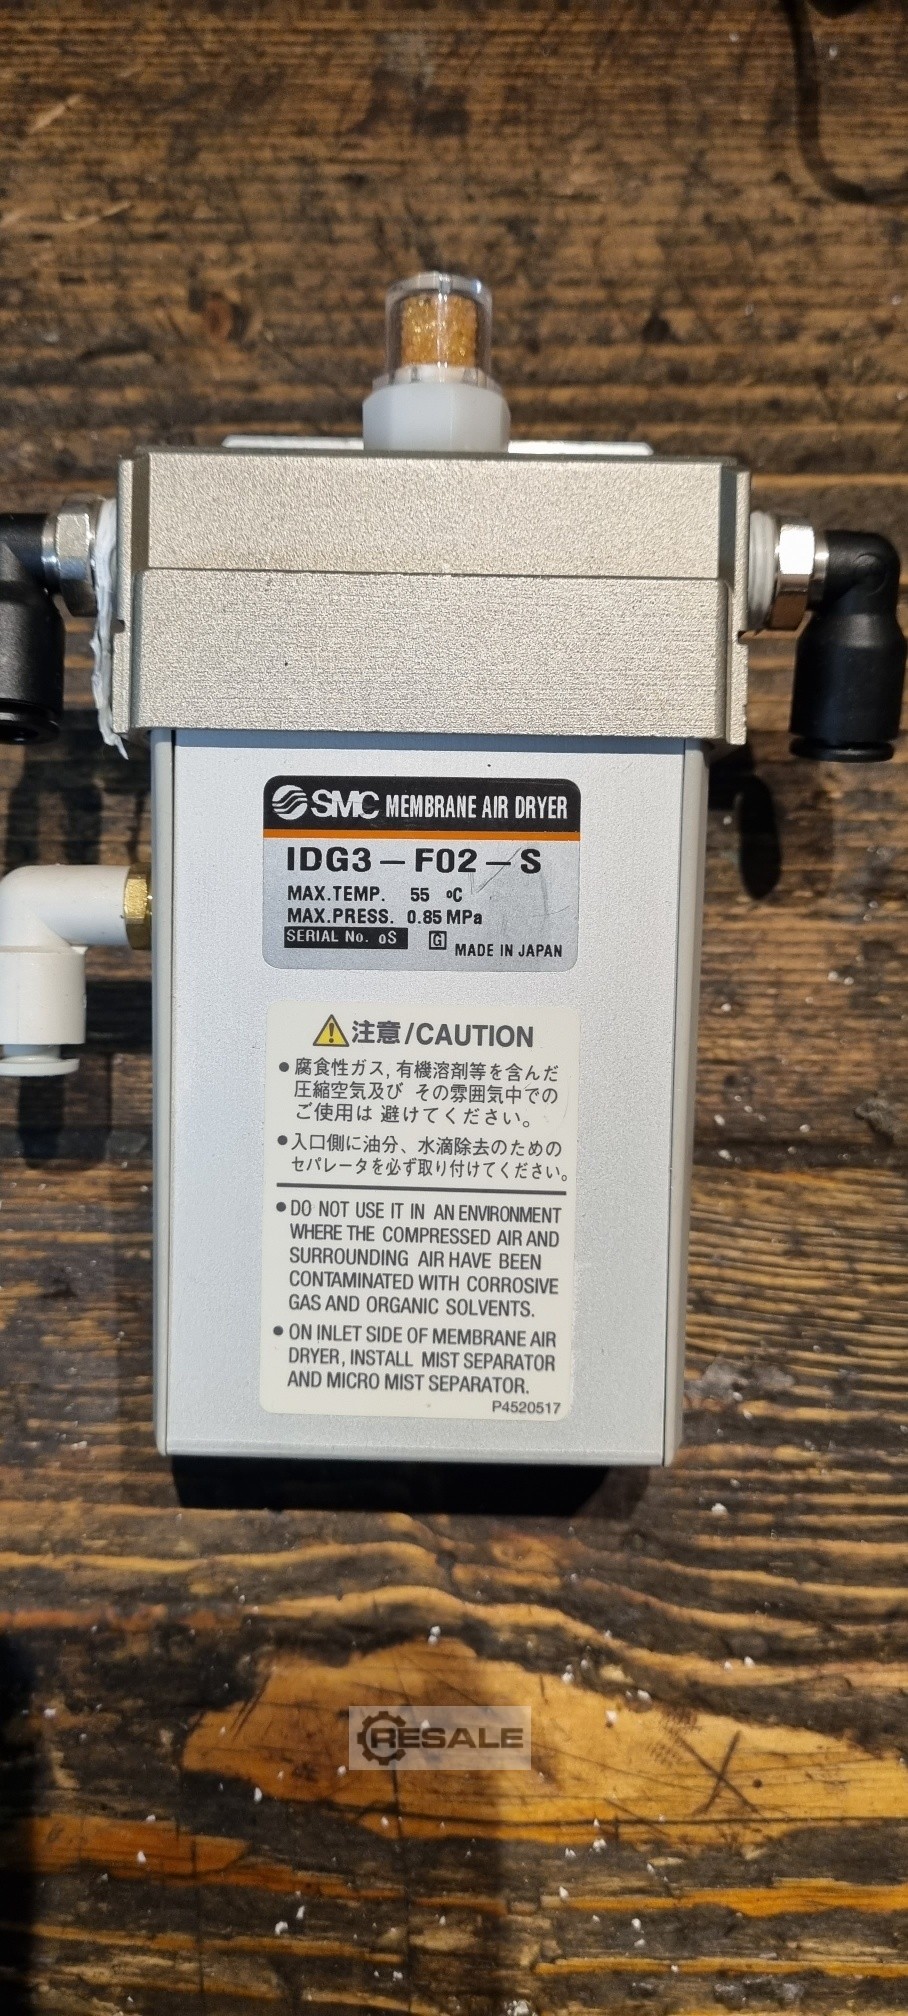 SMC MEMBRANE AIR DRYER
IDG3-F02-S
MAX.TEMP. 55 °C
MAX.PRESS. 0.85 MPa
SERIAL No. oS G MADE IN JAPAN
注意/CAUTION
●腐食性ガス,有機溶剤等を含んだ
圧縮空気及び その雰囲気中での
ご使用は 避けてください。
●入口側に油分、水滴除去のための
セパレータを必ず取り付けてください。
●DO NOT USE IT IN AN ENVIRONMENT
WHERE THE COMPRESSED AIR AND
SURROUNDING AIR HAVE BEEN
CONTAMINATED WITH CORROSIVE
GAS AND ORGANIC SOLVENTS.
●ON INLET SIDE OF MEMBRANE AIR
DRYER, INSTALL MIST SEPARATOR
AND MICRO MIST SEPARATOR.
P4520517
RESALE